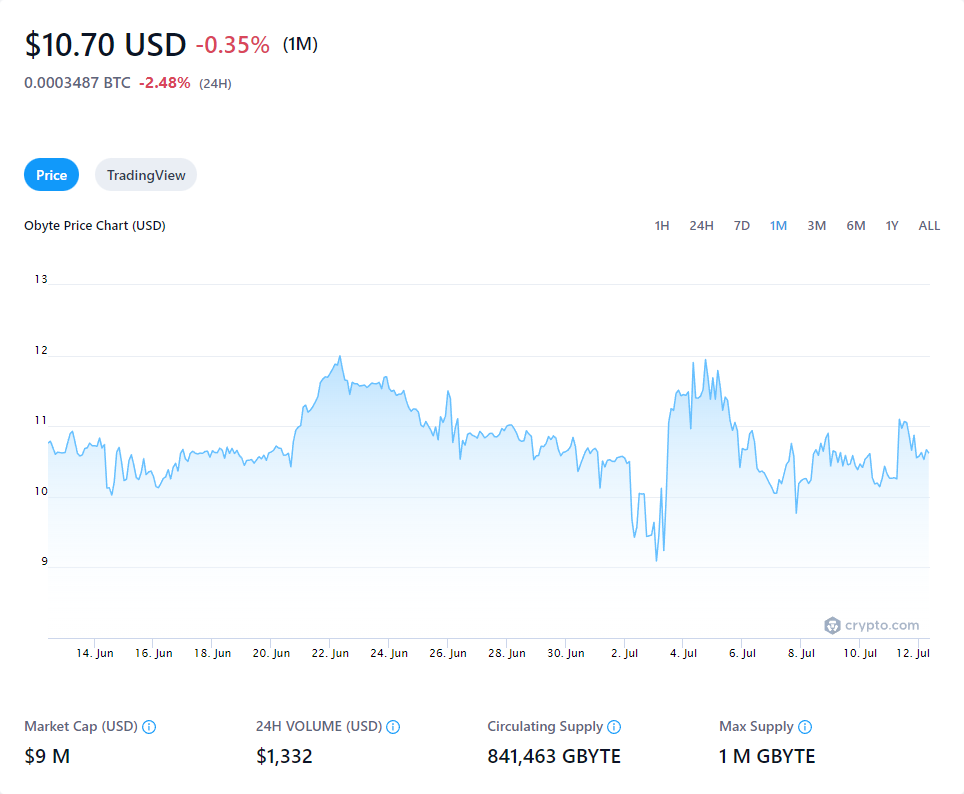 $10.70 USD -0.35% (1M)
0.0003487 BTC -2.48% (24H)
Price TradingView
Obyte Price Chart (USD) 1H 24H 7D 1M 3M 6M 1Y ALL
13
12
11
10
9
crypto.com
14. Jun 16. Jun 18. Jun 20. Jun 22. Jun 24. Jun 26. Jun 28. Jun 30. Jun 2. Jul 4. Jul 6. Jul 8. Jul 10. Jul 12. Jul
Market Cap (USD) 24H VOLUME (USD) Circulating Supply Max Supply
$9 M $1,332 841,463 GBYTE 1 M GBYTE